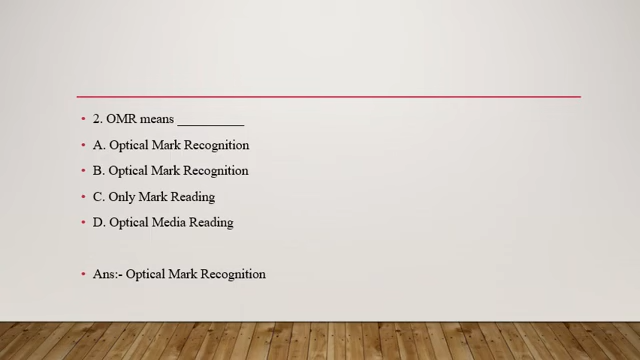 2. OMR means __________
A. Optical Mark Recognition
B. Optical Mark Recognition
C. Only Mark Reading
D. Optical Media Reading
Ans:- Optical Mark Recognition